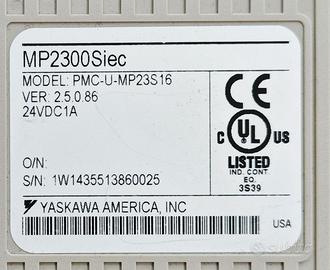 MP2300Siec
MODEL: PMC-U-MP23S16
VER: 2.5.0.86
24VDC1A
O/N:
S/N: 1W1435513860025
YASKAWA AMERICA, INC
CE
C UL US
LISTED
IND. CONT.
EQ.
3S39
USA